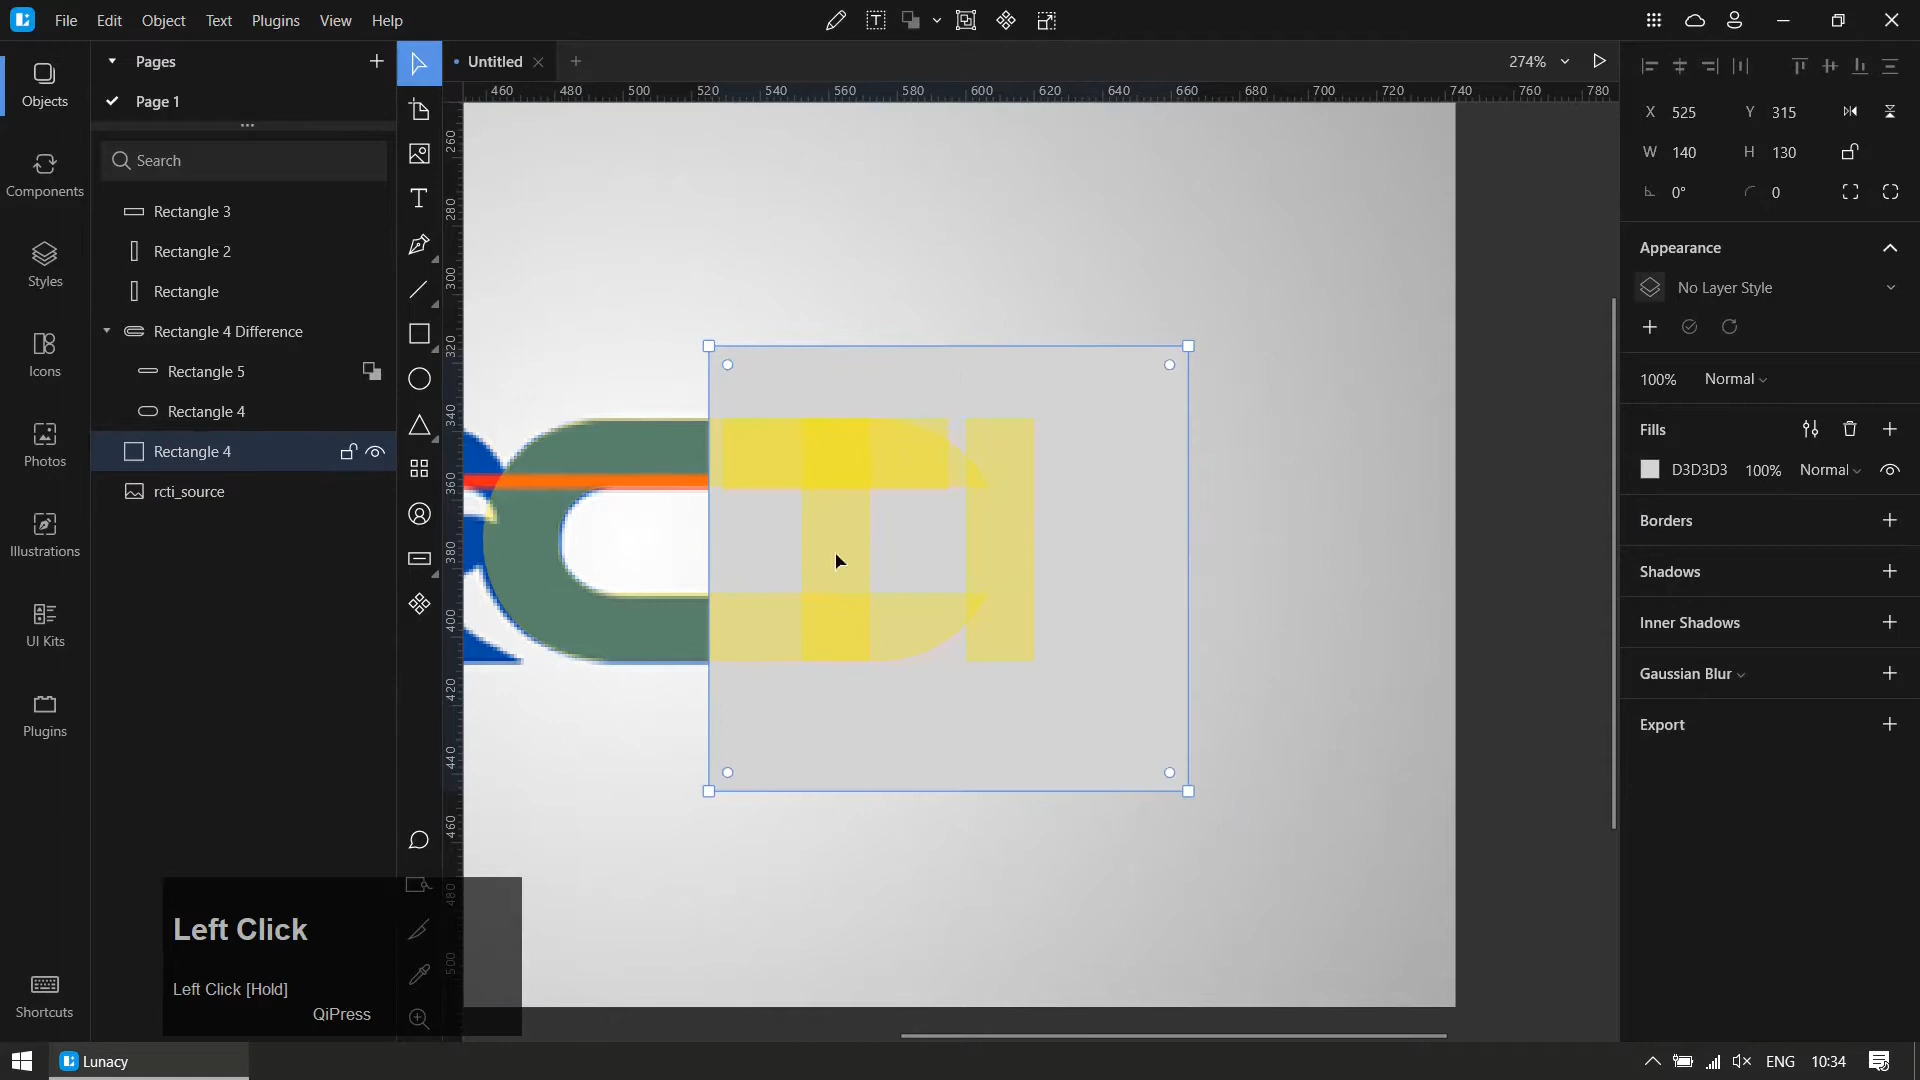 File Edit Object Text Plugins View Help
Objects
Components
Styles
Icons
Photos
Illustrations
UI Kits
Plugins
Shortcuts
Pages
Page 1
Search
Rectangle 3
Rectangle 2
Rectangle
Rectangle 4 Difference
Rectangle 5
Rectangle 4
Rectangle 4
rcti_source
Untitled
274%
460 480 500 520 540 560 580 600 620 640 660 680 700 720 740 760 780
260
280
300
320
340
360
380
400
420
440
460
480
500
X 525 Y 315
W 140 H 130
0° 0
Appearance
No Layer Style
100% Normal
Fills
D3D3D3 100% Normal
Borders
Shadows
Inner Shadows
Gaussian Blur
Export
Left Click
Left Click [Hold]
QiPress
Lunacy
ENG 10:34